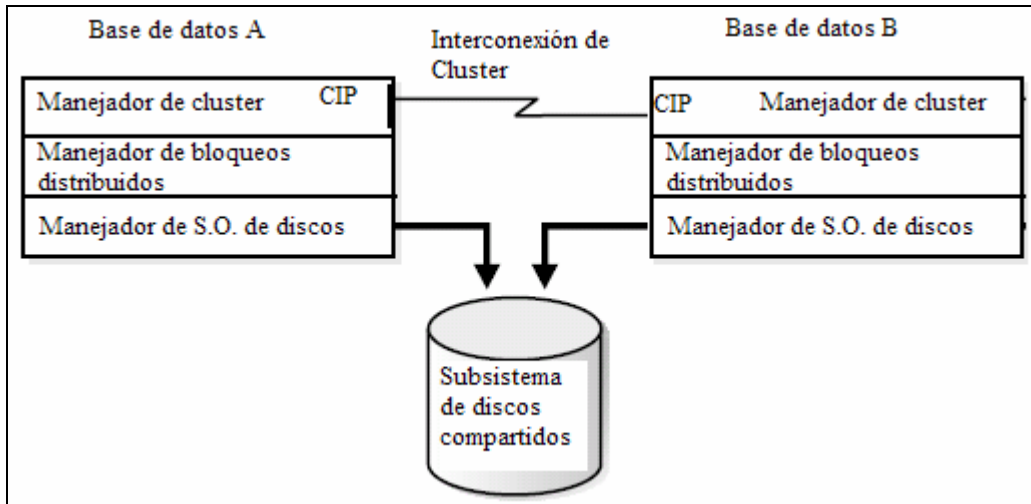 Base de datos A
Interconexión de
Cluster
Base de datos B
Manejador de cluster CIP
CIP Manejador de cluster
Manejador de bloqueos
distribuidos
Manejador de bloqueos
distribuidos
Manejador de S.O. de discos
Manejador de S.O. de discos
Subsistema
de discos
compartidos